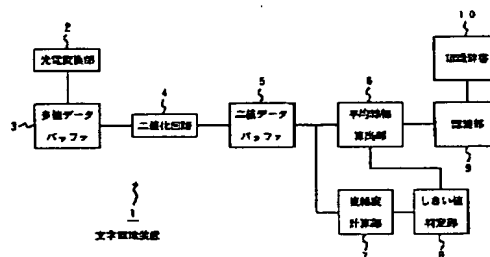 2
光電変換部
3
多値データ
バッファ
4
二値化回路
5
二値データ
バッファ
6
平均線幅
算出部
10
認識辞書
認識部
9
直線度
計算部
7
しきい値
判定部
8
1
文字認識装置